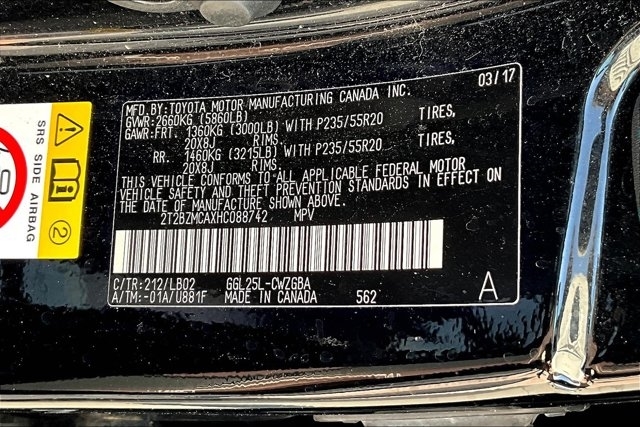 03/17
MFD.BY:TOYOTA MOTOR MANUFACTURING CANADA INC.
GVWR:2660KG (5860LB)
GAWR:FRT. 1360KG (3000LB) WITH P235/55R20 TIRES,
20X8J RIMS.
RR. 1460KG (3215LB) WITH P235/55R20 TIRES,
20X8J RIMS.
THIS VEHICLE CONFORMS TO ALL APPLICABLE FEDERAL MOTOR
VEHICLE SAFETY AND THEFT PREVENTION STANDARDS IN EFFECT ON
THE DATE OF MANUFACTURE SHOWN ABOVE.
2T2BZMCAXHC088742 MPV
C/TR:212/LB02 GGL25L-CWZGBA
A/TM:-01A/U881F MADE IN CANADA 562 A
SRS SIDE AIRBAG
2